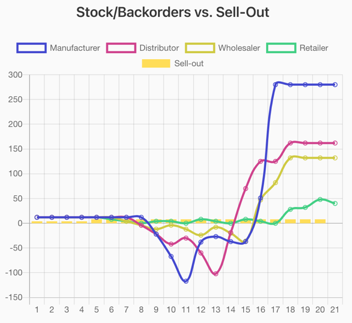 Stock/Backorders vs. Sell-Out
Manufacturer Distributor Wholesaler Retailer
Sell-out
300
250
200
150
100
50
0
-50
-100
-150
1 2 3 4 5 6 7 8 9 10 11 12 13 14 15 16 17 18 19 20 21